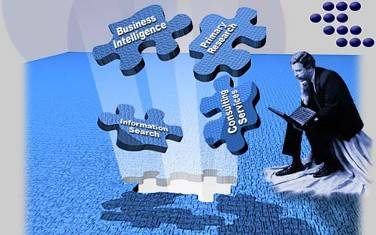 Business
Intelligence
Primary
Research
Information
Search
Consulting
Services